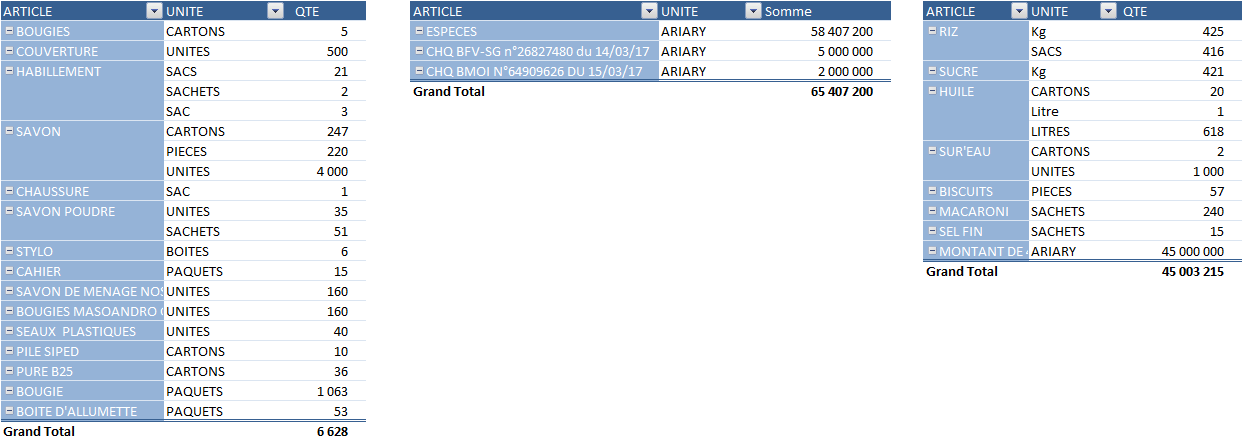 ARTICLE UNITE QTE
BOUGIES CARTONS 5
COUVERTURE UNITES 500
HABILLEMENT SACS 21
SACHETS 2
SAC 3
SAVON CARTONS 247
PIECES 220
UNITES 4 000
CHAUSSURE SAC 1
SAVON POUDRE UNITES 35
SACHETS 51
STYLO BOITES 6
CAHIER PAQUETS 15
SAVON DE MENAGE NOS UNITES 160
BOUGIES MASOANDRO UNITES 160
SEAUX PLASTIQUES UNITES 40
PILE SIPED CARTONS 10
PURE B25 CARTONS 36
BOUGIE PAQUETS 1 063
BOITE D'ALLUMETTE PAQUETS 53
Grand Total 6 628
ARTICLE UNITE Somme
ESPECES ARIARY 58 407 200
CHQ BFV-SG n°26827480 du 14/03/17 ARIARY 5 000 000
CHQ BMOI N°64909626 DU 15/03/17 ARIARY 2 000 000
Grand Total 65 407 200
ARTICLE UNITE QTE
RIZ Kg 425
SACS 416
SUCRE Kg 421
HUILE CARTONS 20
Litre 1
LITRES 618
SUR'EAU CARTONS 2
UNITES 1 000
BISCUITS PIECES 57
MACARONI SACHETS 240
SEL FIN SACHETS 15
MONTANT DE ARIARY 45 000 000
Grand Total 45 003 215